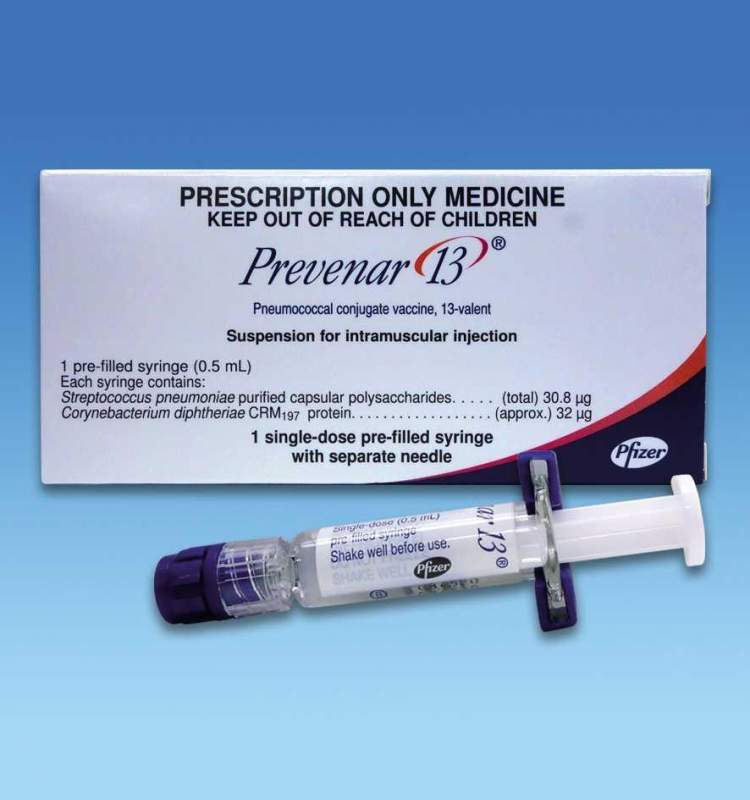 PRESCRIPTION ONLY MEDICINE
KEEP OUT OF REACH OF CHILDREN
Prevenar 13®
Pneumococcal conjugate vaccine, 13-valent
Suspension for intramuscular injection
1 pre-filled syringe (0.5 mL)
Each syringe contains:
Streptococcus pneumoniae purified capsular polysaccharides. . . . . (total) 30.8 µg
Corynebacterium diphtheriae CRM197 protein. . . . . . . . . . . . . . . . . (approx.) 32 µg
1 single-dose pre-filled syringe
with separate needle
Pfizer
Single-dose (0.5 mL)
pre-filled syringe
Shake well before use.
SHAKE WELL
Pfizer
ar 13®